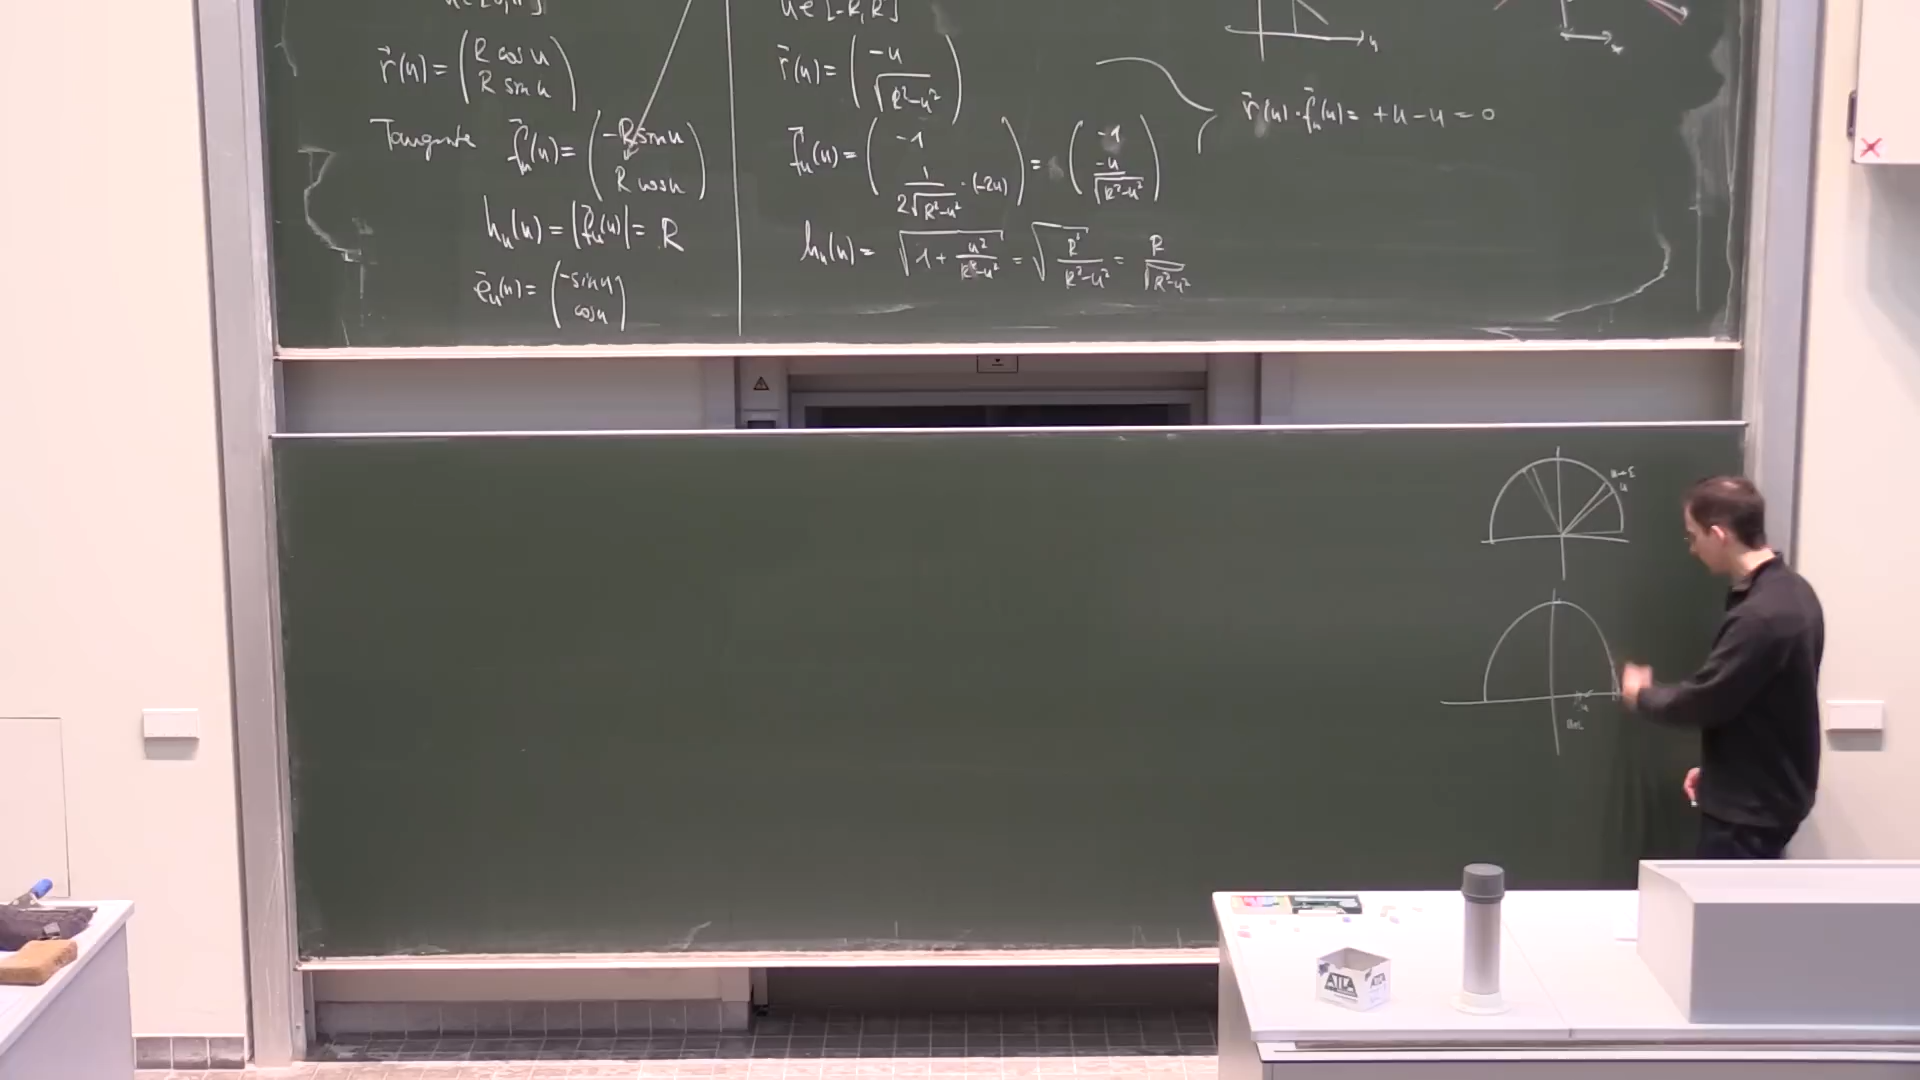 r⃗(u) = (R cos u
R sin u)
Tangente f⃗u(u) = (-R sin u
R cos u)
hu(u) = |f⃗u(u)| = R
e⃗u(u) = (-sin u
cos u)
u ∈ [-R, R]
r⃗(u) = (-u
√(R²-u²))
f⃗u(u) = (-1
1/(2√(R²-u²)) · (-2u)) = (-1
-u/√(R²-u²))
hu(u) = √(1 + u²/(R²-u²)) = √(R²/(R²-u²)) = R/√(R²-u²)
r⃗(u) · f⃗u(u) = +u - u = 0
u
x
u+ε
u
u